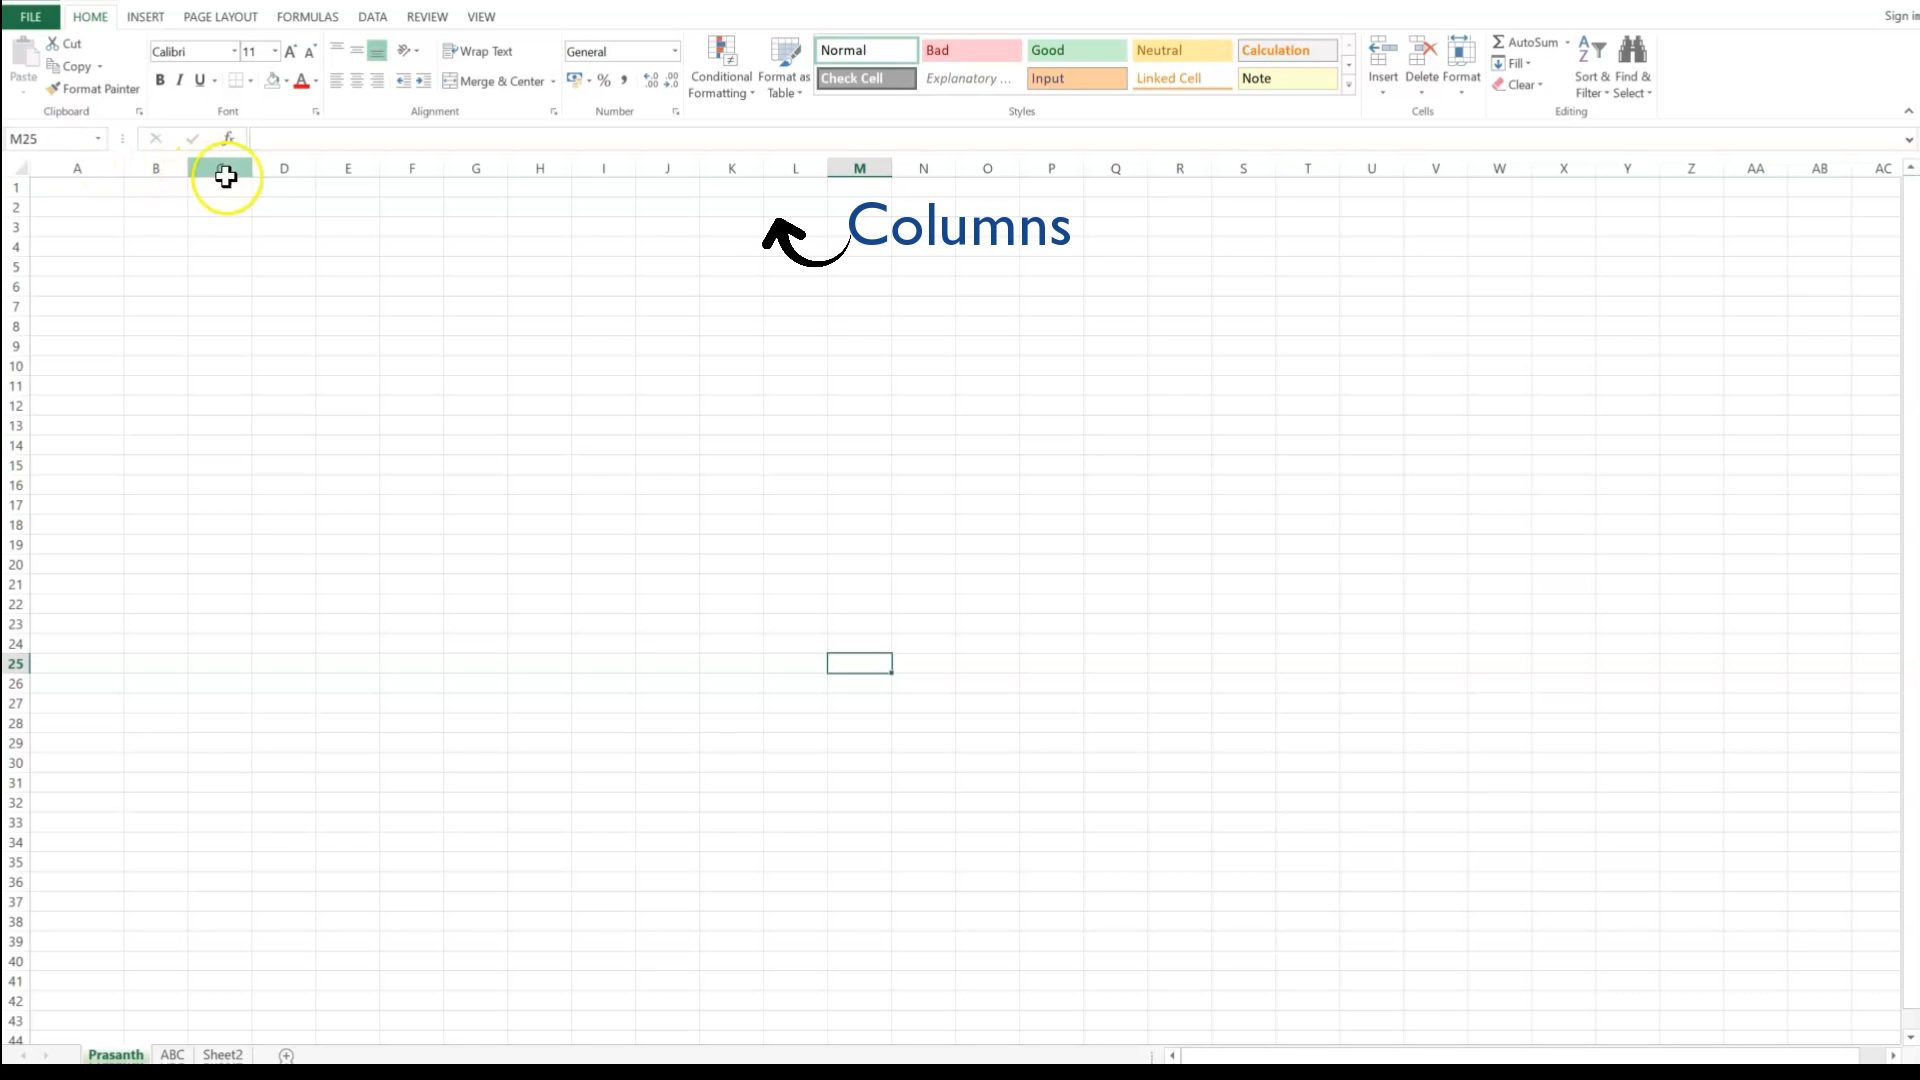 FILE HOME INSERT PAGE LAYOUT FORMULAS DATA REVIEW VIEW Sign in
Cut
Copy
Format Painter
Paste
Clipboard
Calibri 11
B I U A
Font
Wrap Text
Merge & Center
Alignment
General
% ,
Number
Conditional Formatting
Format as Table
Normal Bad Good Neutral Calculation
Check Cell Explanatory ... Input Linked Cell Note
Styles
Insert Delete Format
Cells
AutoSum
Fill
Clear
Sort & Filter
Find & Select
Editing
M25 fx
A B D E F G H I J K L M N O P Q R S T U V W X Y Z AA AB AC
1
2
3
4
5
6
7
8
9
10
11
12
13
14
15
16
17
18
19
20
21
22
23
24
25
26
27
28
29
30
31
32
33
34
35
36
37
38
39
40
41
42
43
44
Columns
Prasanth ABC Sheet2